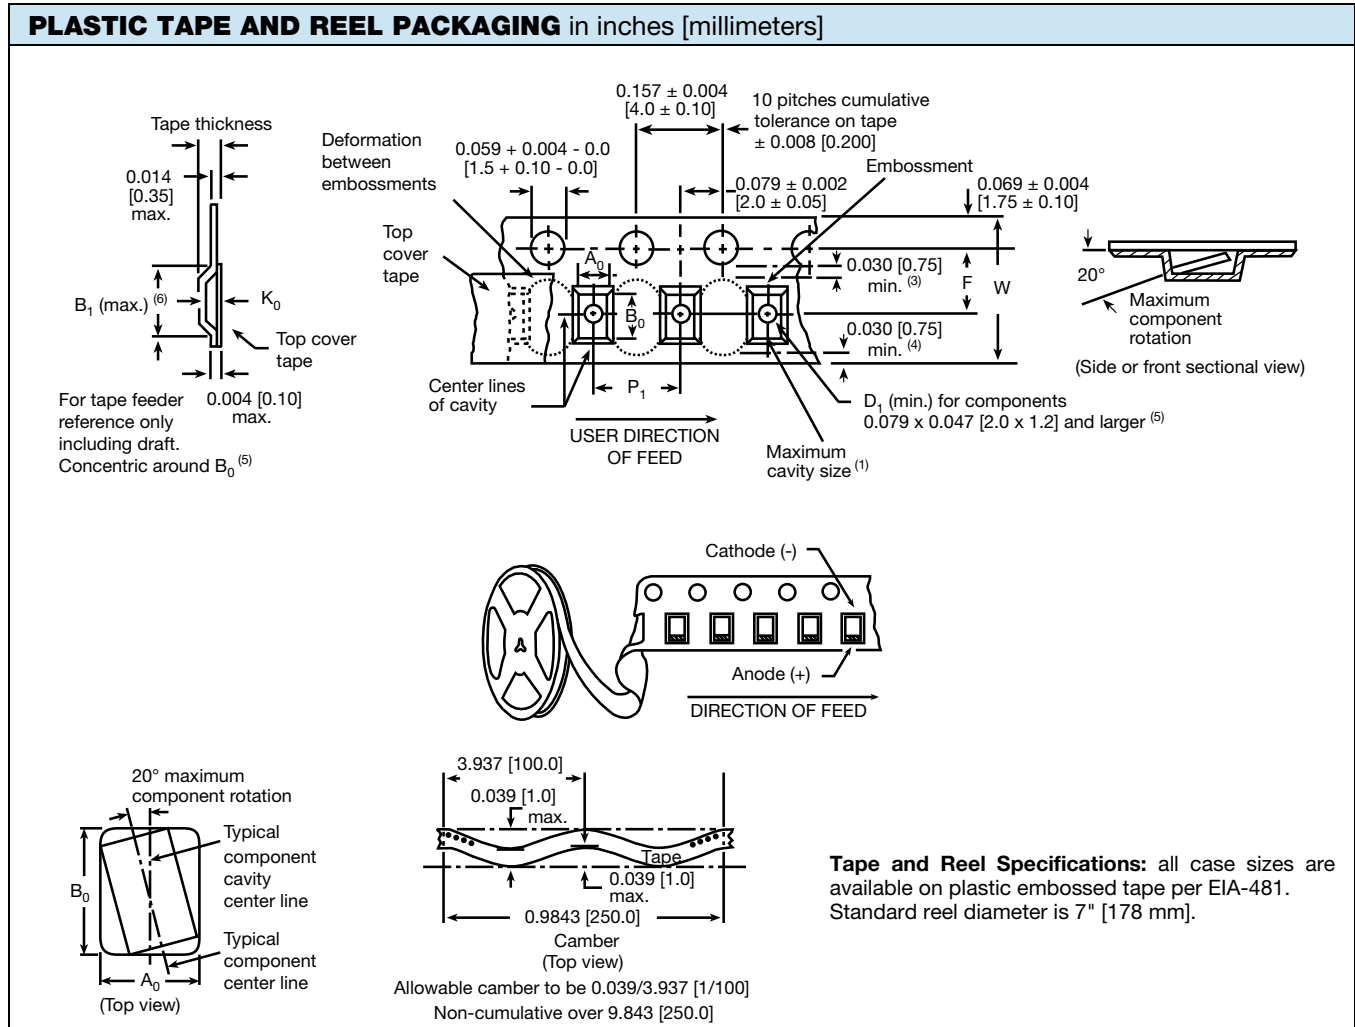 PLASTIC TAPE AND REEL PACKAGING in inches [millimeters]
Tape thickness
0.014
[0.35]
max.
B1 (max.) (6)
K0
Top cover
tape
0.004 [0.10]
max.
For tape feeder
reference only
including draft.
Concentric around B0 (5)
Deformation
between
embossments
Top
cover
tape
0.059 + 0.004 - 0.0
[1.5 + 0.10 - 0.0]
0.157 ± 0.004
[4.0 ± 0.10]
10 pitches cumulative
tolerance on tape
± 0.008 [0.200]
Embossment
0.079 ± 0.002
[2.0 ± 0.05]
0.069 ± 0.004
[1.75 ± 0.10]
A0
B0
0.030 [0.75]
min. (3)
F
W
0.030 [0.75]
min. (4)
Center lines
of cavity
P1
USER DIRECTION
OF FEED
D1 (min.) for components
0.079 x 0.047 [2.0 x 1.2] and larger (5)
Maximum
cavity size (1)
20°
Maximum
component
rotation
(Side or front sectional view)
Cathode (-)
Anode (+)
DIRECTION OF FEED
20° maximum
component rotation
Typical
component
cavity
center line
B0
Typical
component
center line
A0
(Top view)
3.937 [100.0]
0.039 [1.0]
max.
Tape
0.039 [1.0]
max.
0.9843 [250.0]
Camber
(Top view)
Allowable camber to be 0.039/3.937 [1/100]
Non-cumulative over 9.843 [250.0]
Tape and Reel Specifications: all case sizes are
available on plastic embossed tape per EIA-481.
Standard reel diameter is 7" [178 mm].